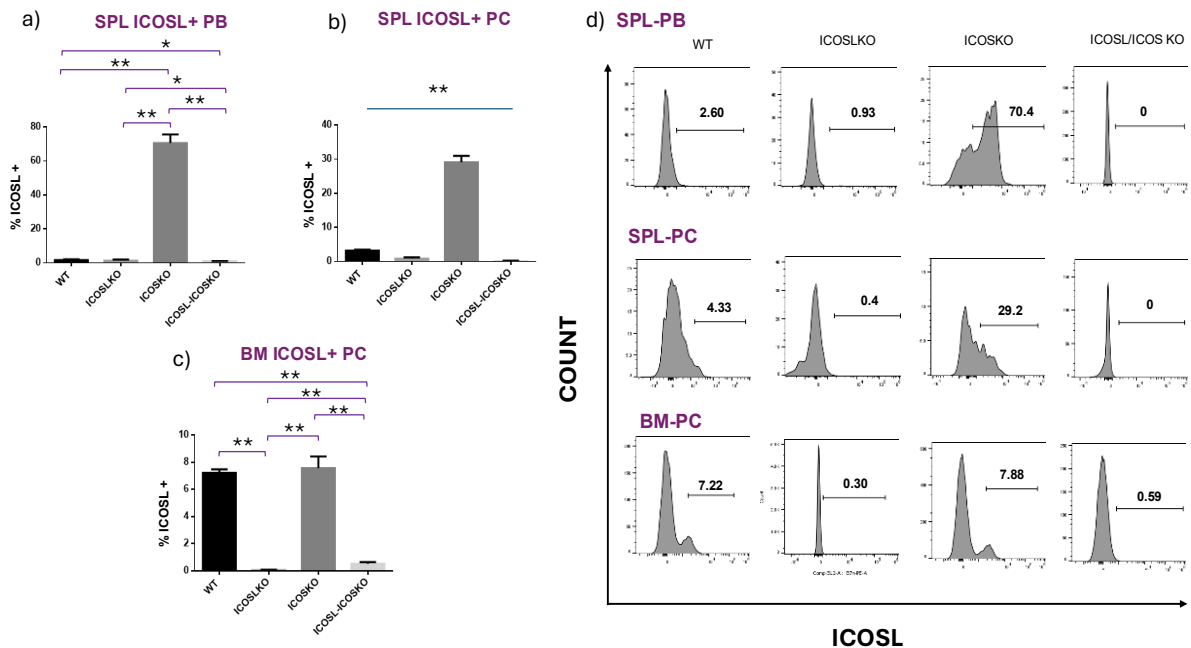 a)
SPL ICOSL+ PB
*
**
*
**
**
% ICOSL +
80
60
40
20
0
WT
ICOSLKO
ICOSKO
ICOSL-ICOSKO
b)
SPL ICOSL+ PC
**
% ICOSL +
40
30
20
10
0
WT
ICOSLKO
ICOSKO
ICOSL-ICOSKO
c)
BM ICOSL+ PC
**
**
**
**
**
% ICOSL +
8
6
4
2
0
WT
ICOSLKO
ICOSKO
ICOSL-ICOSKO
d)
SPL-PB
WT
ICOSLKO
ICOSKO
ICOSL/ICOS KO
2.60
0.93
70.4
0
SPL-PC
4.33
0.4
29.2
0
BM-PC
7.22
0.30
7.88
0.59
COUNT
ICOSL